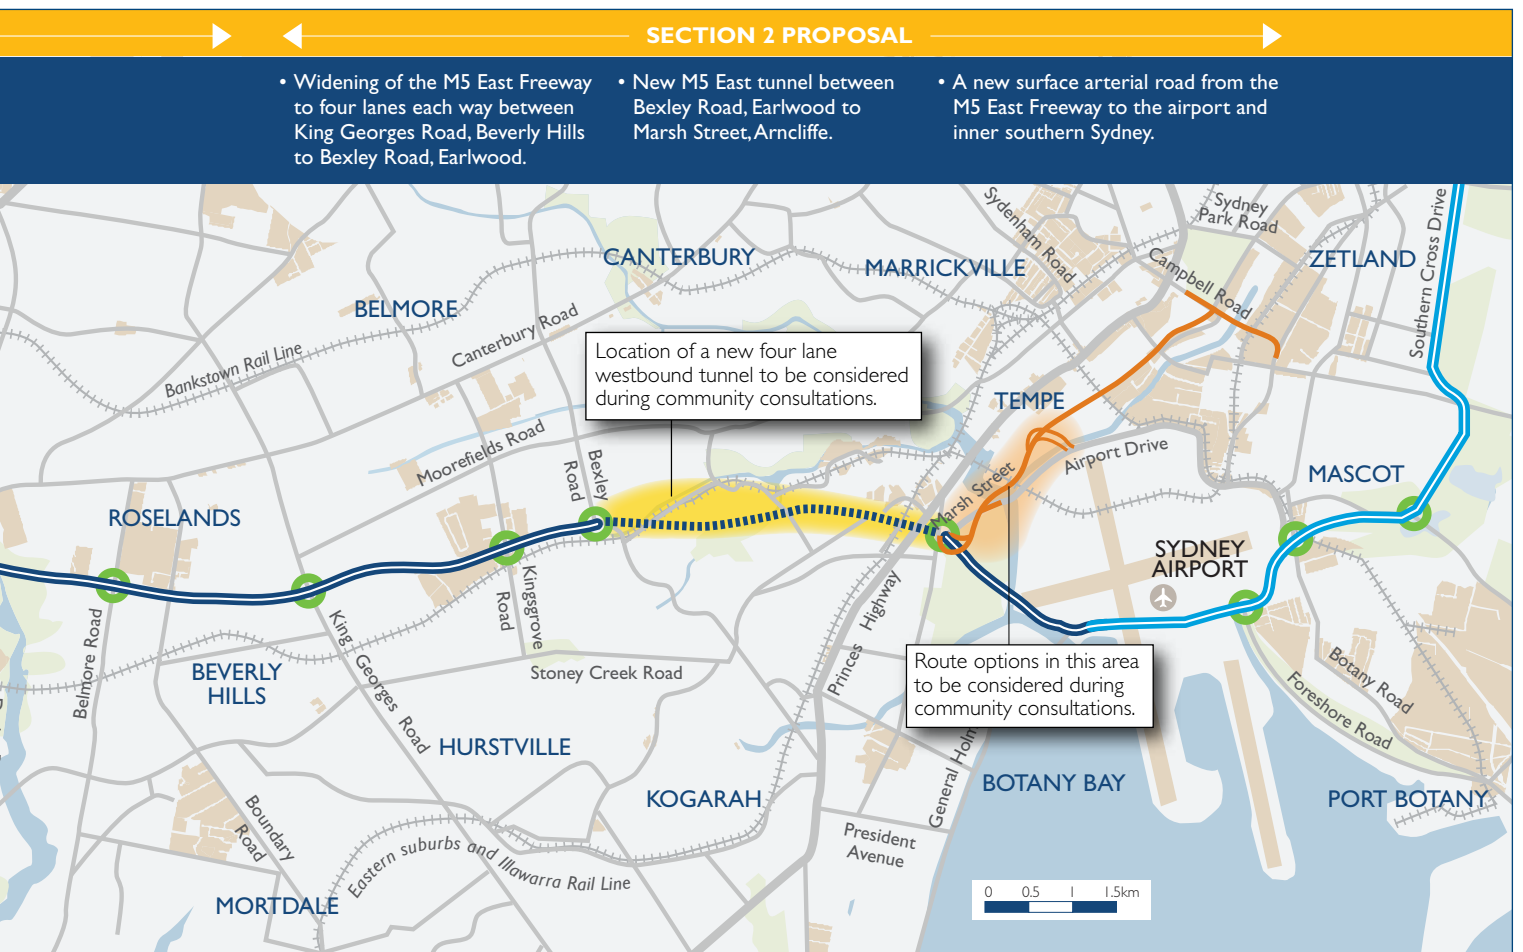 SECTION 2 PROPOSAL
• Widening of the M5 East Freeway
to four lanes each way between
King Georges Road, Beverly Hills
to Bexley Road, Earlwood.
• New M5 East tunnel between
Bexley Road, Earlwood to
Marsh Street, Arncliffe.
• A new surface arterial road from the
M5 East Freeway to the airport and
inner southern Sydney.
Sydenham Road
Sydney
Park Road
Southern Cross Drive
CANTERBURY
MARRICKVILLE
Campbell Road
ZETLAND
BELMORE
Canterbury Road
Bankstown Rail Line
Location of a new four lane
westbound tunnel to be considered
during community consultations.
TEMPE
Moorefields Road
Bexley
Road
Airport Drive
MASCOT
Marsh Street
ROSELANDS
SYDNEY
AIRPORT
Kingsgrove
Road
Princes Highway
Belmore Road
King Georges Road
BEVERLY
HILLS
Stoney Creek Road
Route options in this area
to be considered during
community consultations.
Botany Road
Foreshore Road
HURSTVILLE
General Holm
BOTANY BAY
KOGARAH
PORT BOTANY
Boundary
Road
President
Avenue
Eastern suburbs and Illawarra Rail Line
MORTDALE
0 0.5 1 1.5km